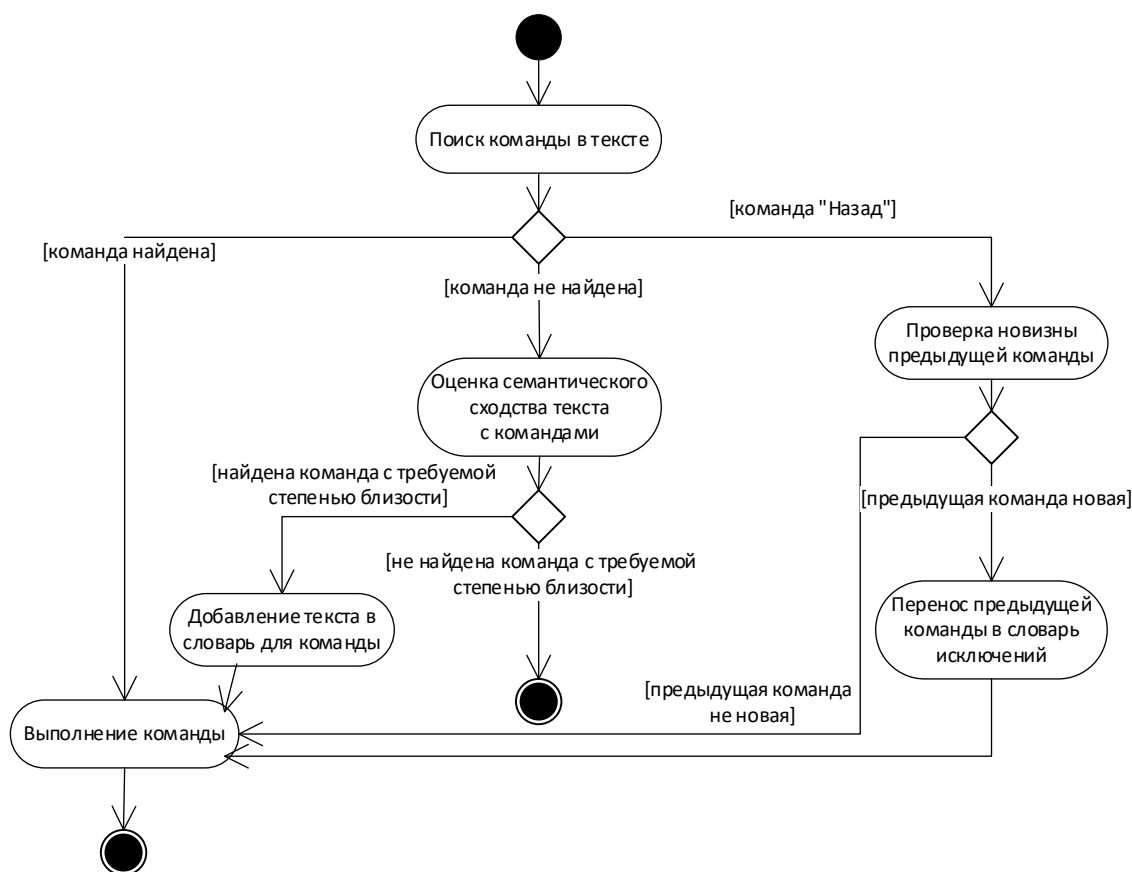 Поиск команды в тексте
[команда "Назад"]
[команда найдена]
[команда не найдена]
Проверка новизны
предыдущей команды
Оценка семантического
сходства текста
с командами
[найдена команда с требуемой
степенью близости]
[предыдущая команда новая]
[не найдена команда с требуемой
степенью близости]
Добавление текста в
словарь для команды
Перенос предыдущей
команды в словарь
исключений
[предыдущая команда
не новая]
Выполнение команды